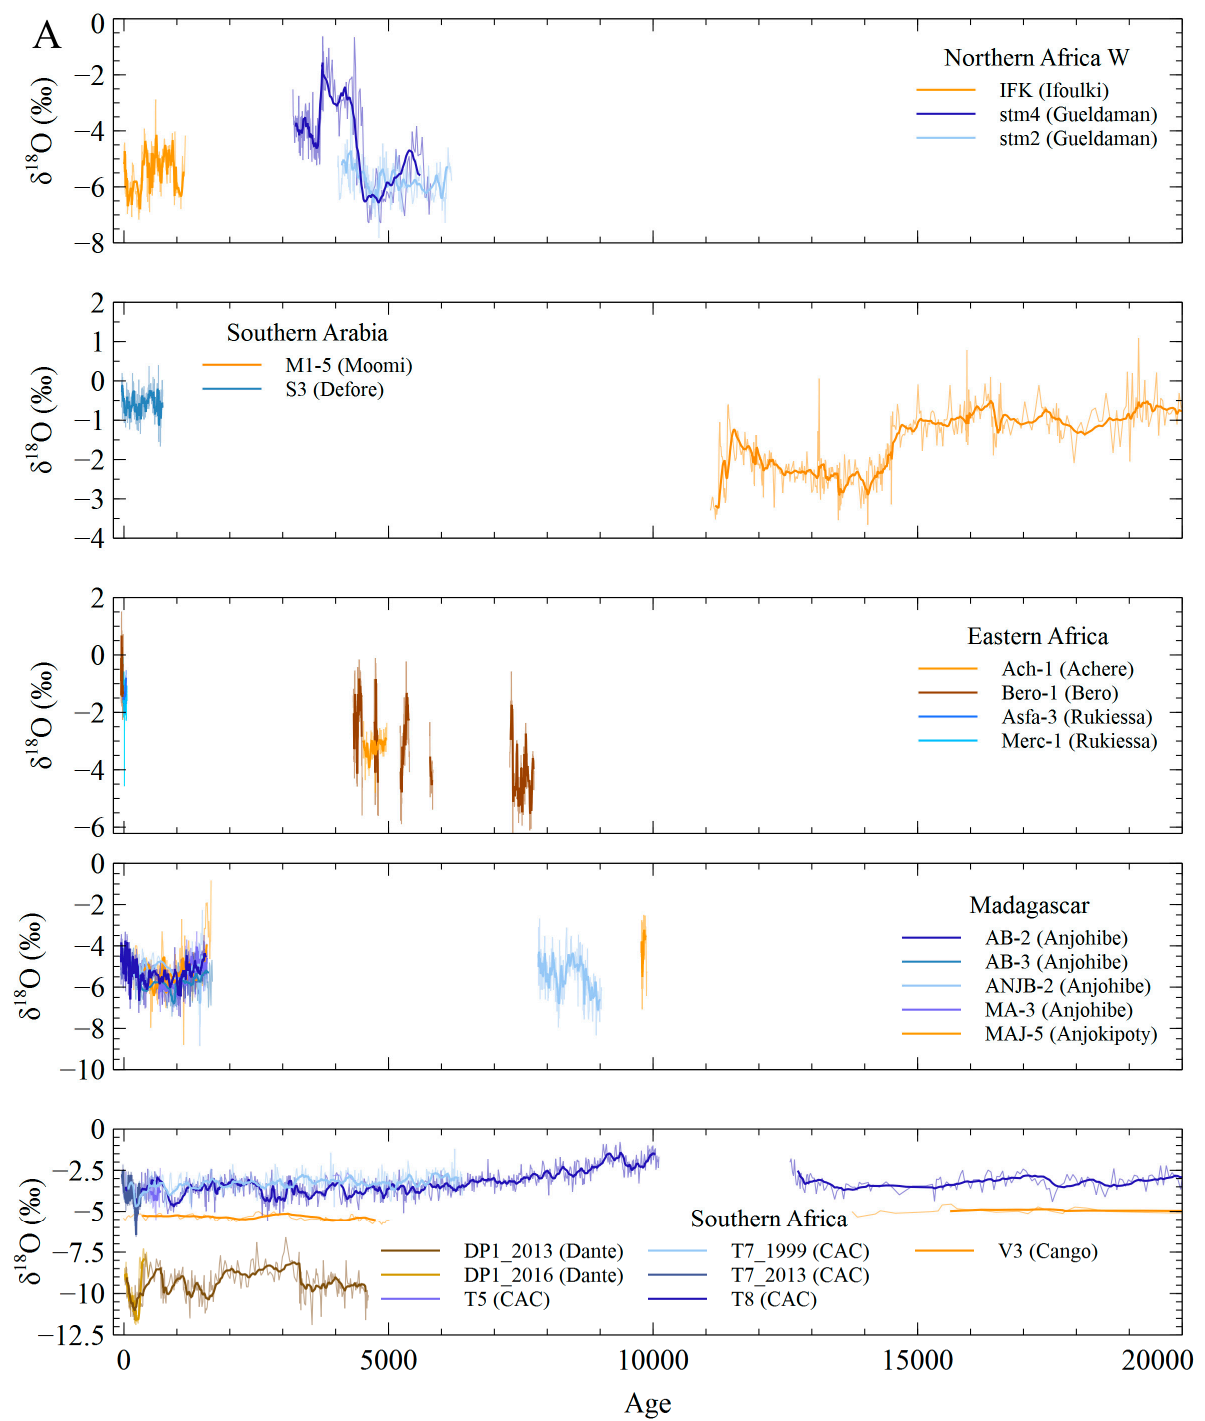 A
0
−2
−4
−6
−8
δ¹⁸O (‰)
Northern Africa W
IFK (Ifoulki)
stm4 (Gueldaman)
stm2 (Gueldaman)
2
1
0
−1
−2
−3
−4
δ¹⁸O (‰)
Southern Arabia
M1-5 (Moomi)
S3 (Defore)
2
0
−2
−4
−6
δ¹⁸O (‰)
Eastern Africa
Ach-1 (Achere)
Bero-1 (Bero)
Asfa-3 (Rukiessa)
Merc-1 (Rukiessa)
0
−2
−4
−6
−8
−10
δ¹⁸O (‰)
Madagascar
AB-2 (Anjohibe)
AB-3 (Anjohibe)
ANJB-2 (Anjohibe)
MA-3 (Anjohibe)
MAJ-5 (Anjokipoty)
0
−2.5
−5
−7.5
−10
−12.5
δ¹⁸O (‰)
Southern Africa
DP1_2013 (Dante)
DP1_2016 (Dante)
T5 (CAC)
T7_1999 (CAC)
T7_2013 (CAC)
T8 (CAC)
V3 (Cango)
0 5000 10000 15000 20000
Age